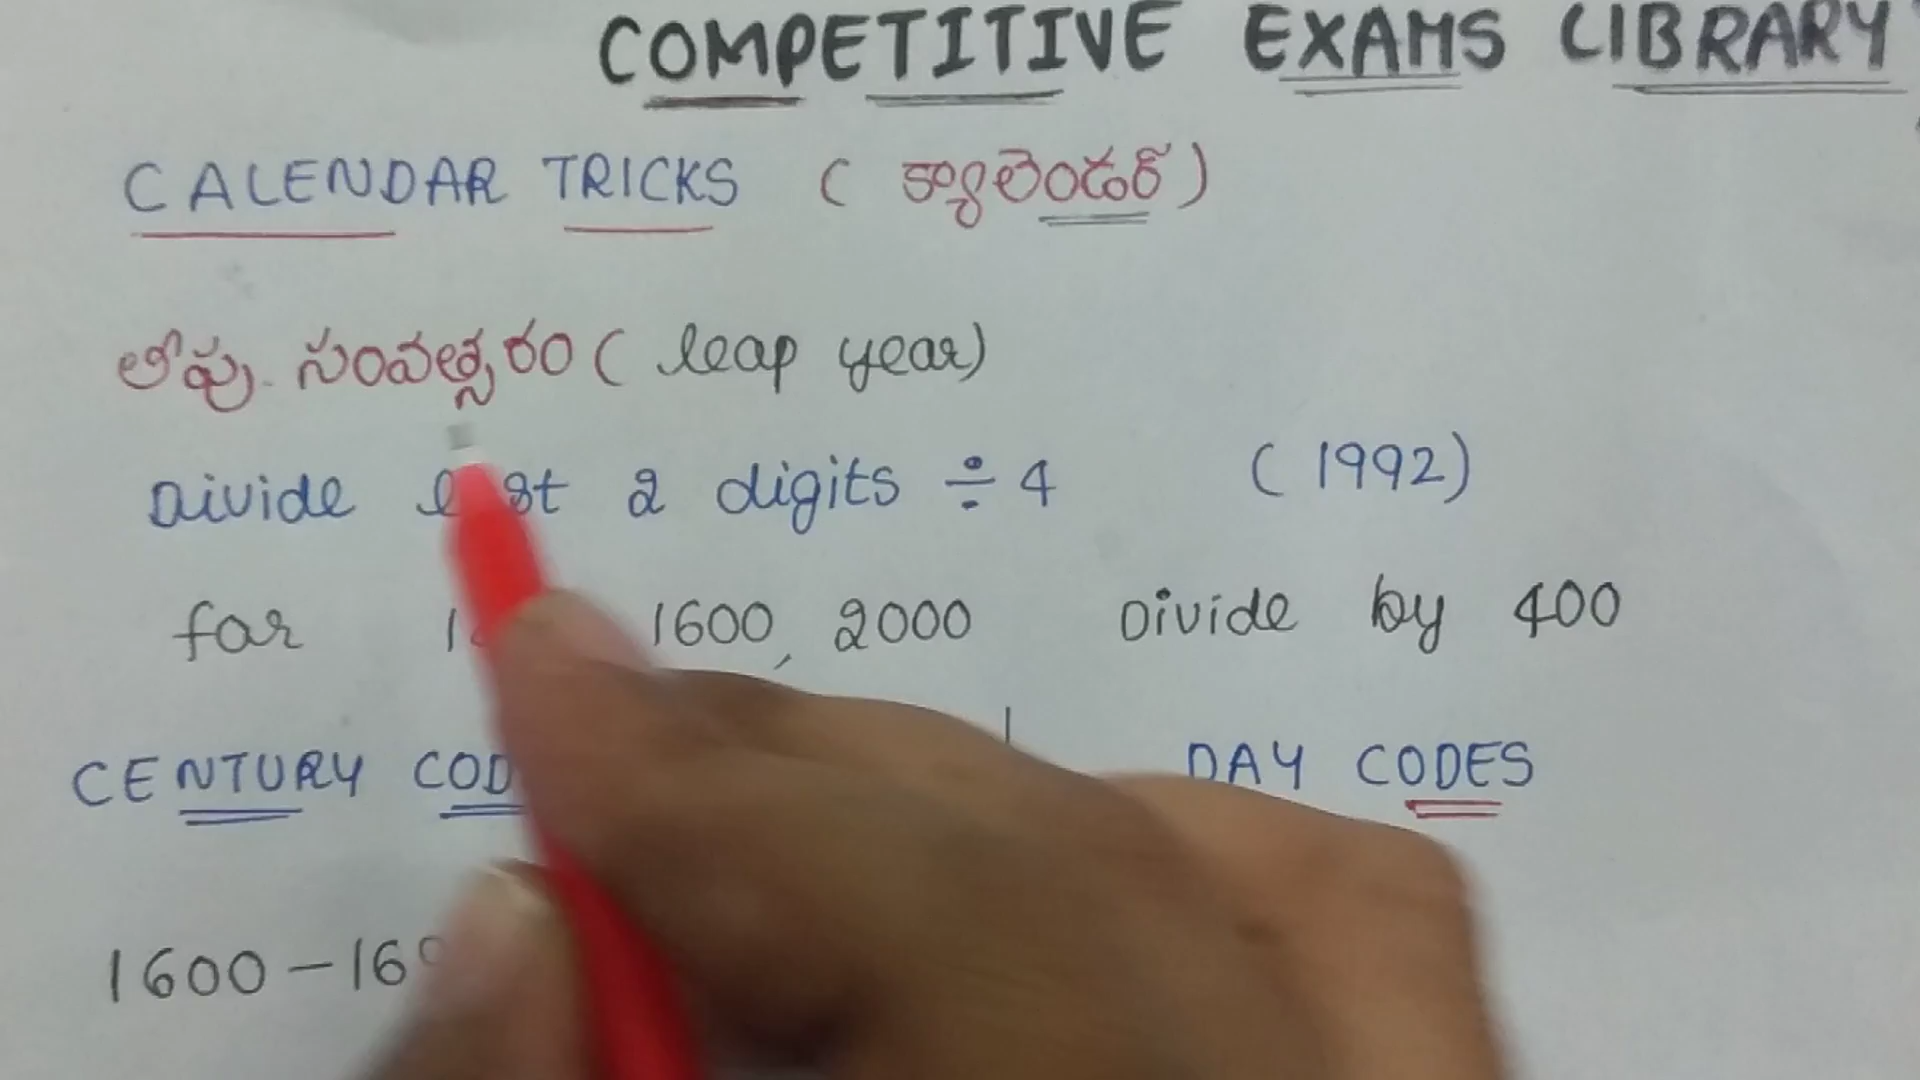 COMPETITIVE EXAMS LIBRARY
CALENDAR TRICKS ( క్యాలెండర్ )
లీపు సంవత్సరం ( leap year)
Divide last 2 digits ÷ 4 ( 1992)
for 1600, 2000 Divide by 400
CENTURY DAY CODES
1600 -